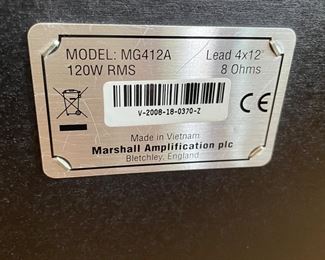 MODEL: MG412A Lead 4x12"
120W RMS 8 Ohms
V-2008-18-0370-Z
CE
Made in Vietnam
Marshall Amplification plc
Bletchley, England